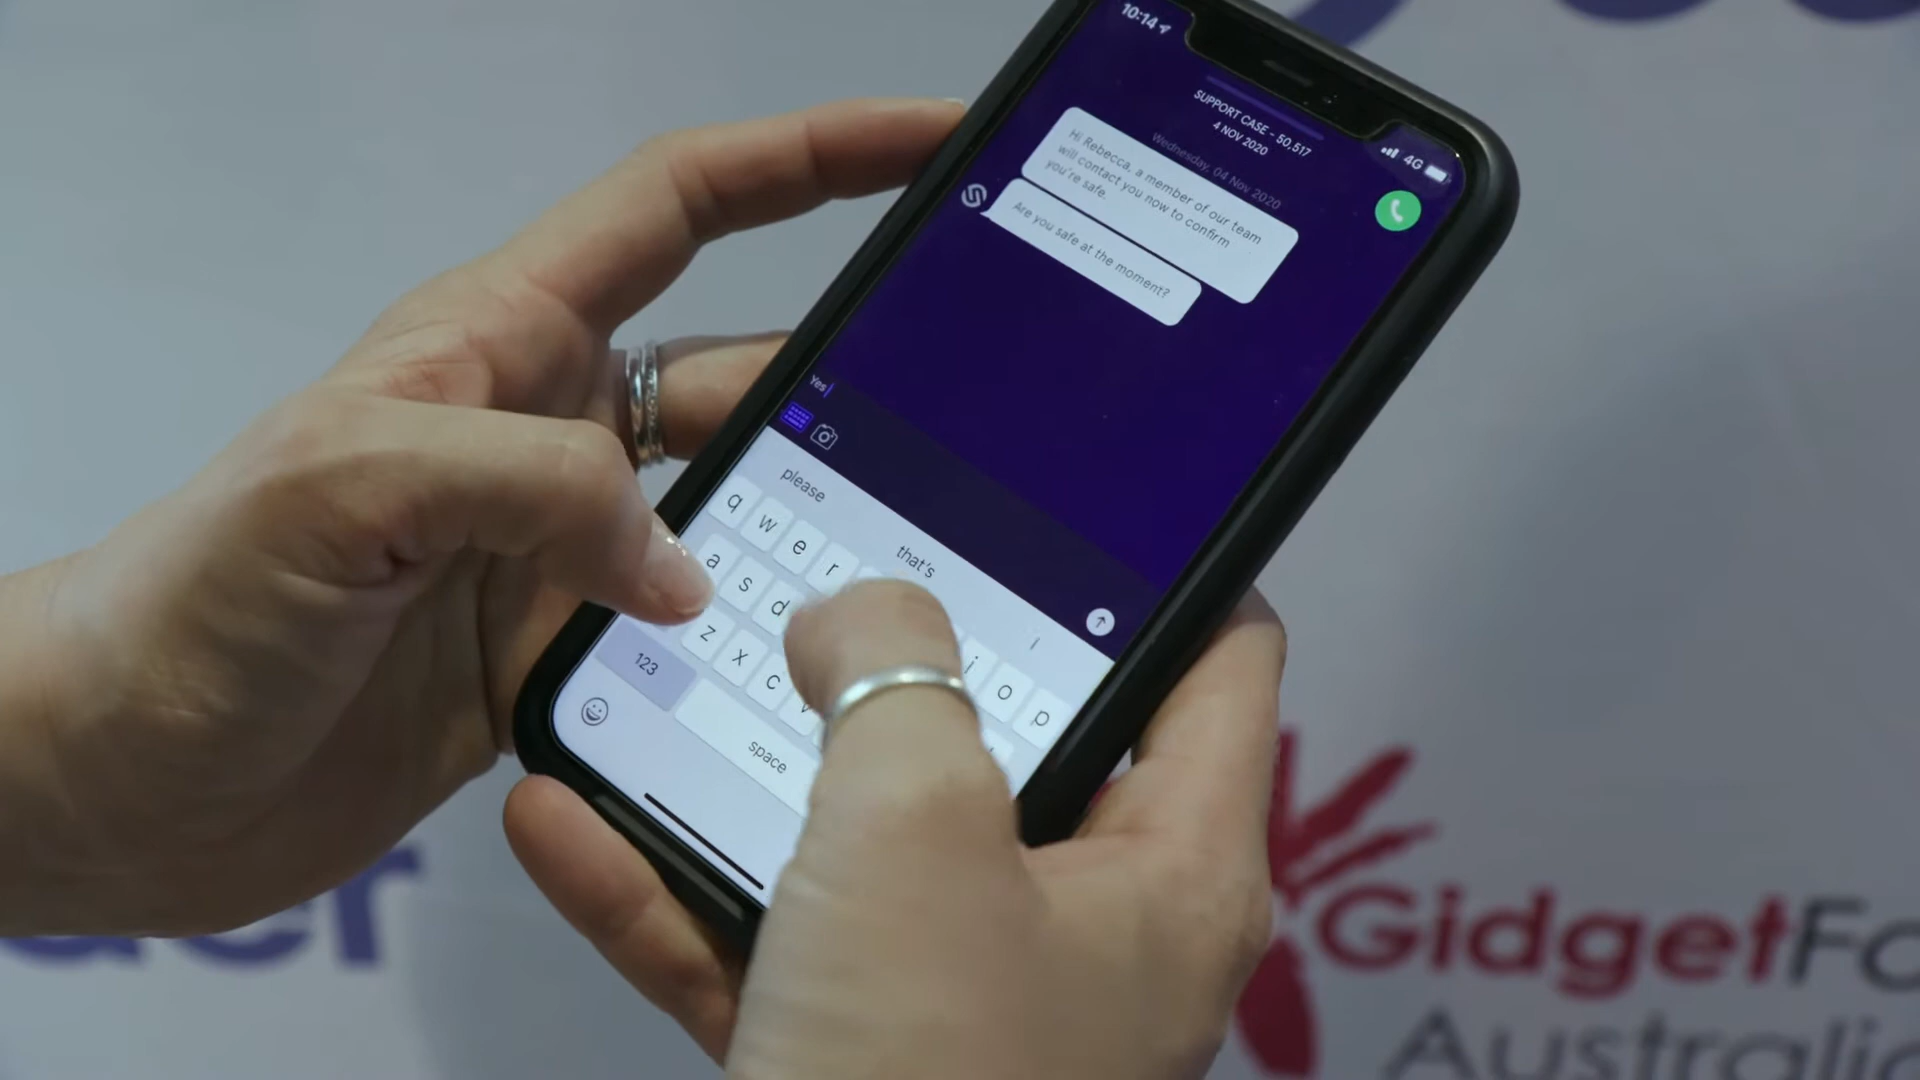 10:14
4G
SUPPORT CASE - 50,517
4 NOV 2020
Wednesday, 04 Nov 2020
Hi Rebecca, a member of our team
will contact you now to confirm
you're safe.
Are you safe at the moment?
Yes
please
that's
i
q w e r i o p
a s d
z x c v
123
space
GidgetFo
Australia